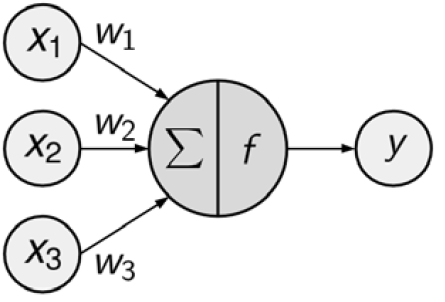 x₁ w₁
x₂ w₂ ∑ f y
x₃ w₃